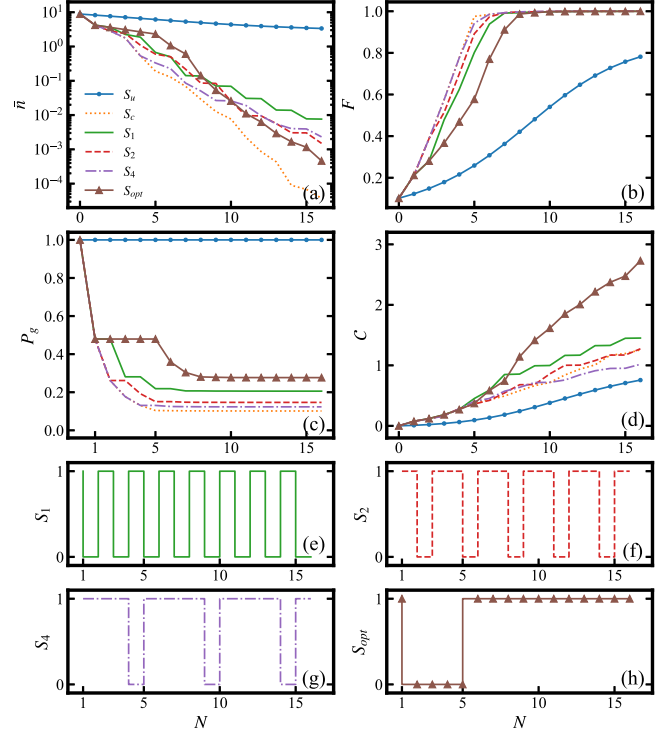 10¹
10⁰
10⁻¹
10⁻²
10⁻³
10⁻⁴
n̄
S_u
S_c
S_1
S_2
S_4
S_opt
(a)
0 5 10 15
1.0
0.8
0.6
0.4
0.2
F
(b)
0 5 10 15
1.0
0.8
0.6
0.4
0.2
0.0
P_g
(c)
1 5 10 15
3
2
1
0
C
(d)
0 5 10 15
1
0
S_1
(e)
1 5 10 15
1
0
S_2
(f)
1 5 10 15
1
0
S_4
(g)
1 5 10 15
N
1
0
S_opt
(h)
1 5 10 15
N